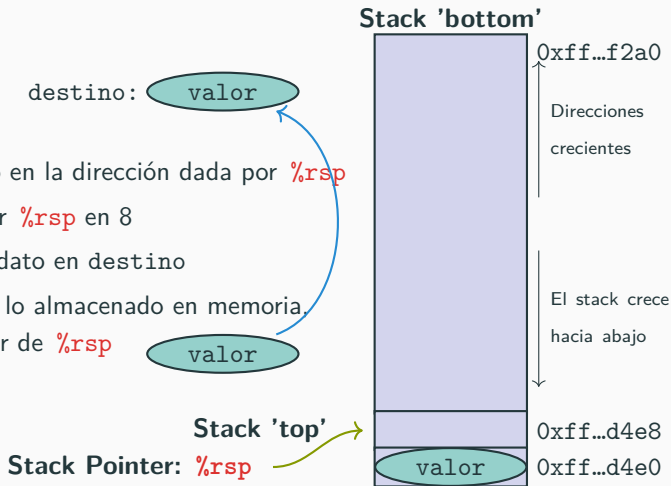 Stack 'bottom'
0xff…f2a0
destino: valor
Direcciones
crecientes
en la dirección dada por %rsp
%rsp en 8
dato en destino
lo almacenado en memoria,
de %rsp
valor
El stack crece
hacia abajo
Stack 'top'
0xff…d4e8
Stack Pointer: %rsp
valor
0xff…d4e0